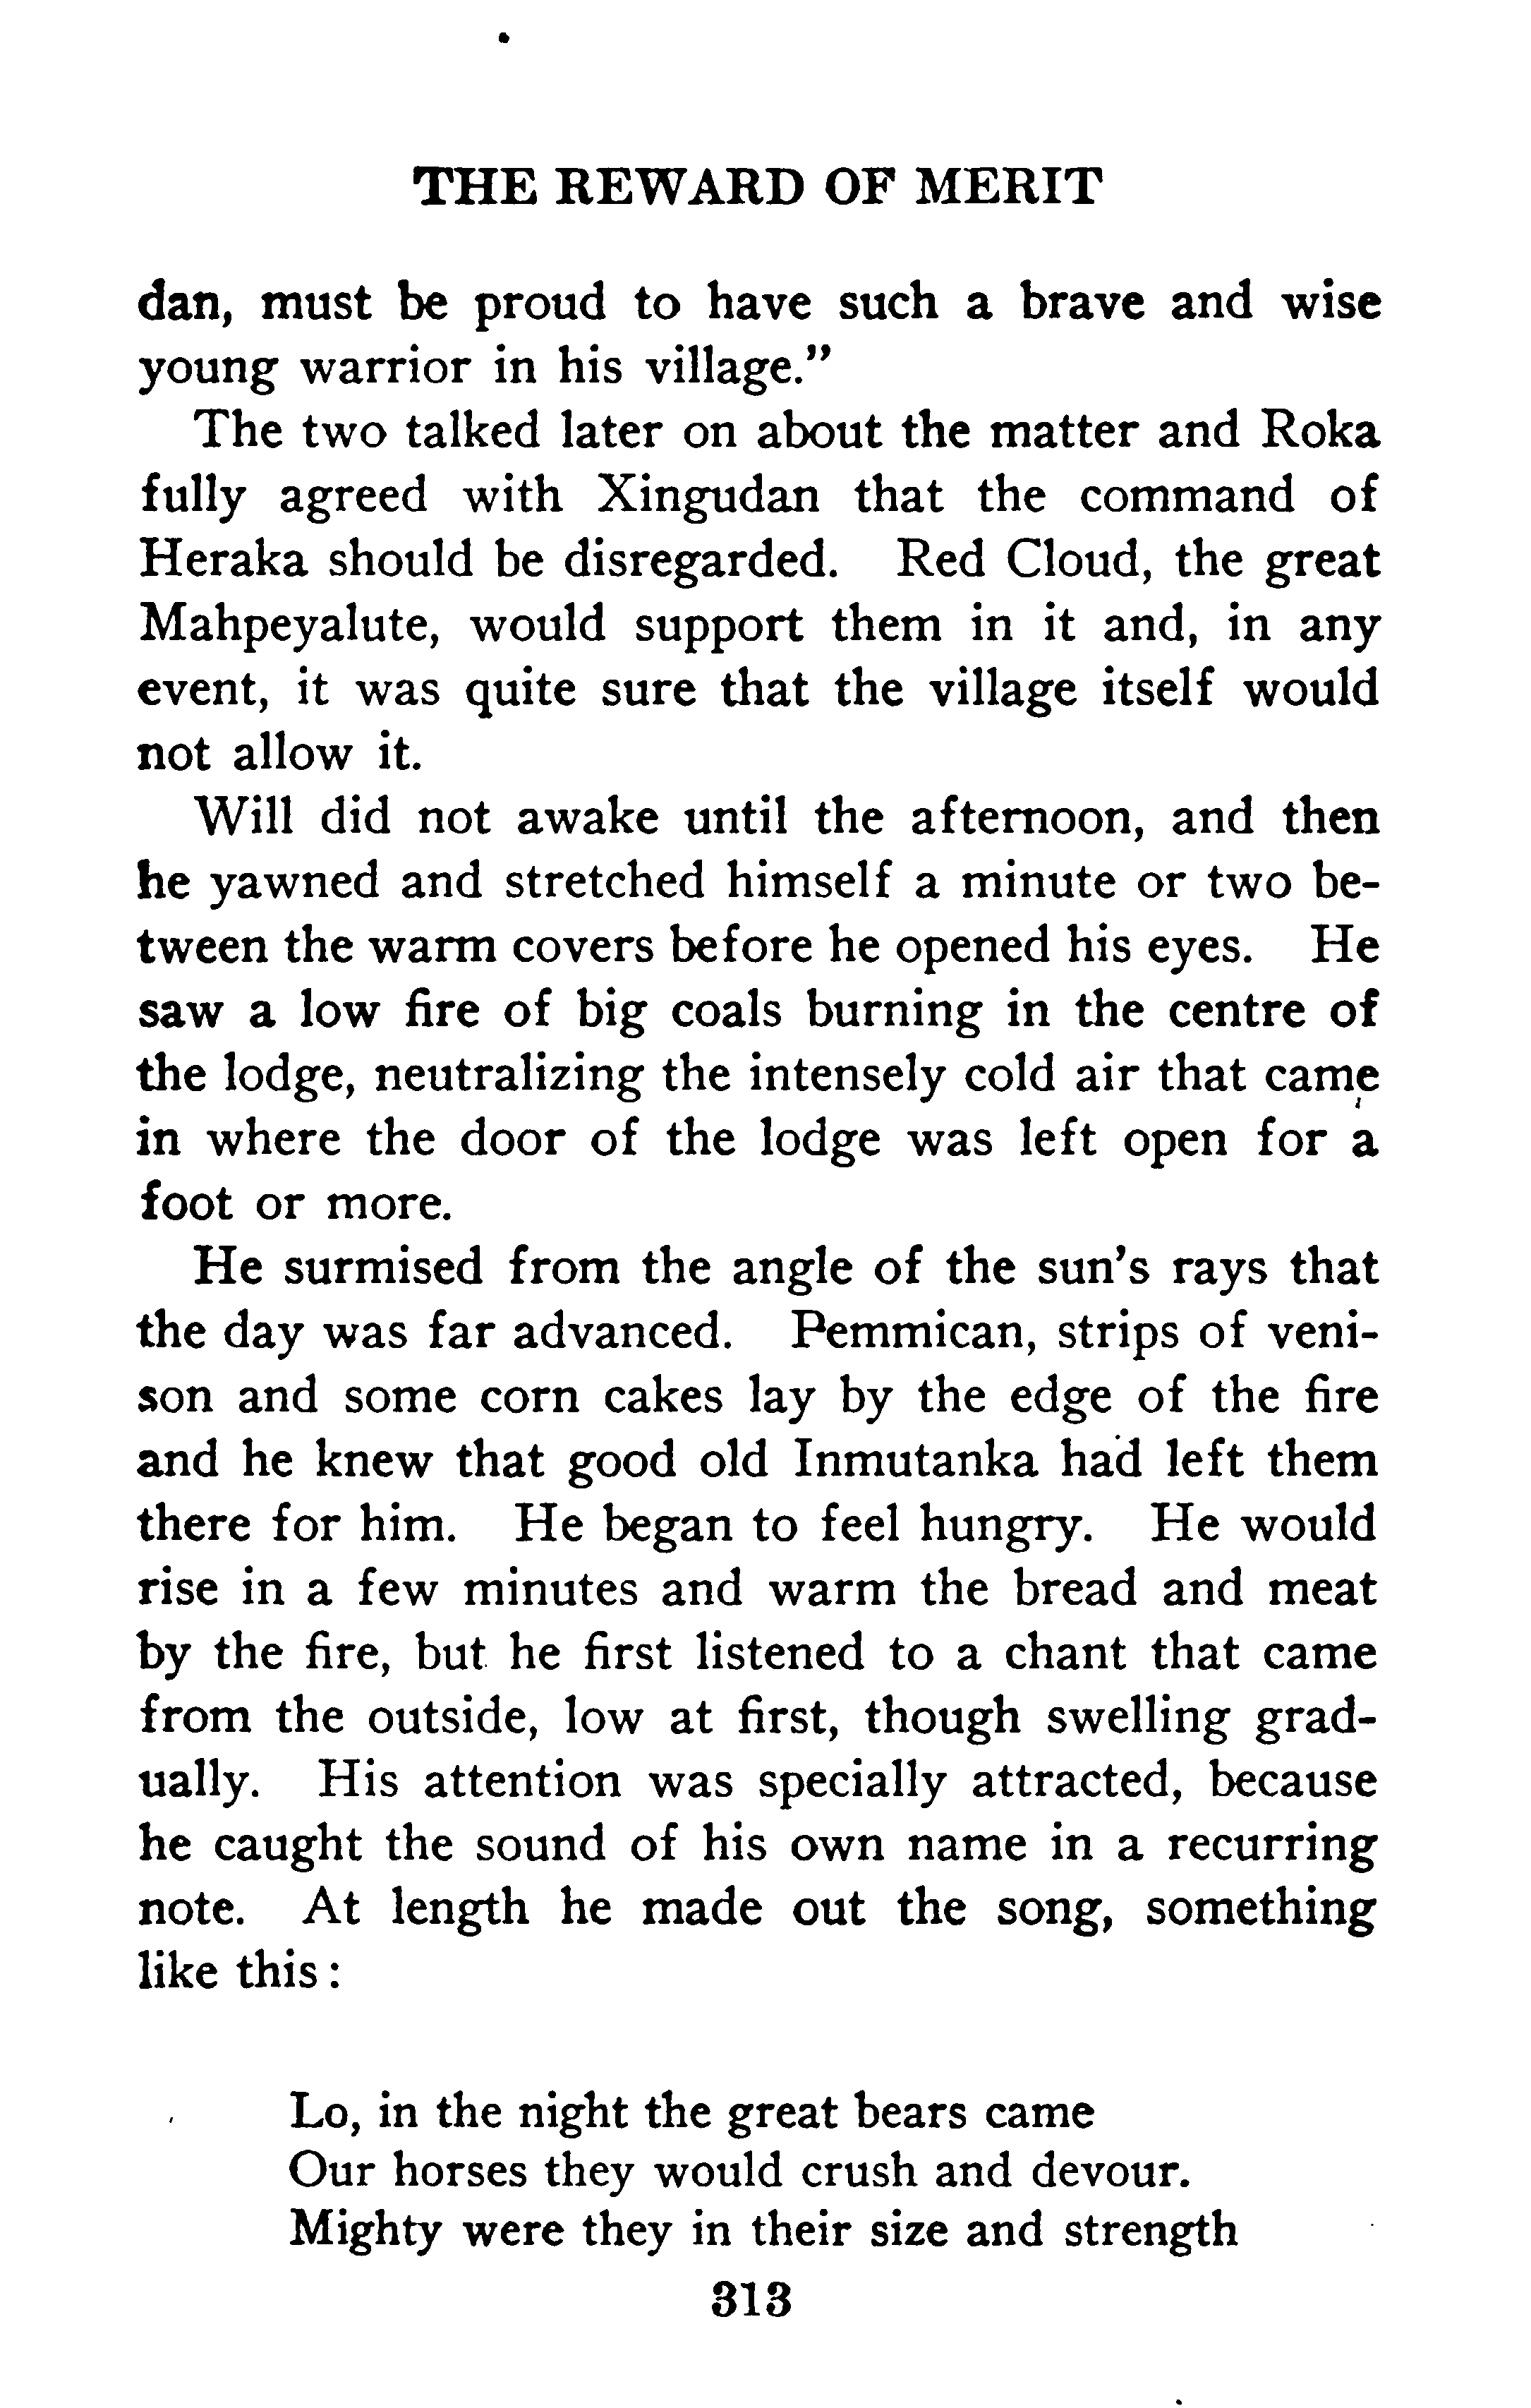 THE REWARD OF MERIT
dan, must be proud to have such a brave and wise
young warrior in his village."
The two talked later on about the matter and Roka
fully agreed with Xingudan that the command of
Heraka should be disregarded. Red Cloud, the great
Mahpeyalute, would support them in it and, in any
event, it was quite sure that the village itself would
not allow it.
Will did not awake until the afternoon, and then
he yawned and stretched himself a minute or two be-
tween the warm covers before he opened his eyes. He
saw a low fire of big coals burning in the centre of
the lodge, neutralizing the intensely cold air that came
in where the door of the lodge was left open for a
foot or more.
He surmised from the angle of the sun's rays that
the day was far advanced. Pemmican, strips of veni-
son and some corn cakes lay by the edge of the fire
and he knew that good old Inmutanka had left them
there for him. He began to feel hungry. He would
rise in a few minutes and warm the bread and meat
by the fire, but he first listened to a chant that came
from the outside, low at first, though swelling grad-
ually. His attention was specially attracted, because
he caught the sound of his own name in a recurring
note. At length he made out the song, something
like this:
Lo, in the night the great bears came
Our horses they would crush and devour.
Mighty were they in their size and strength
313